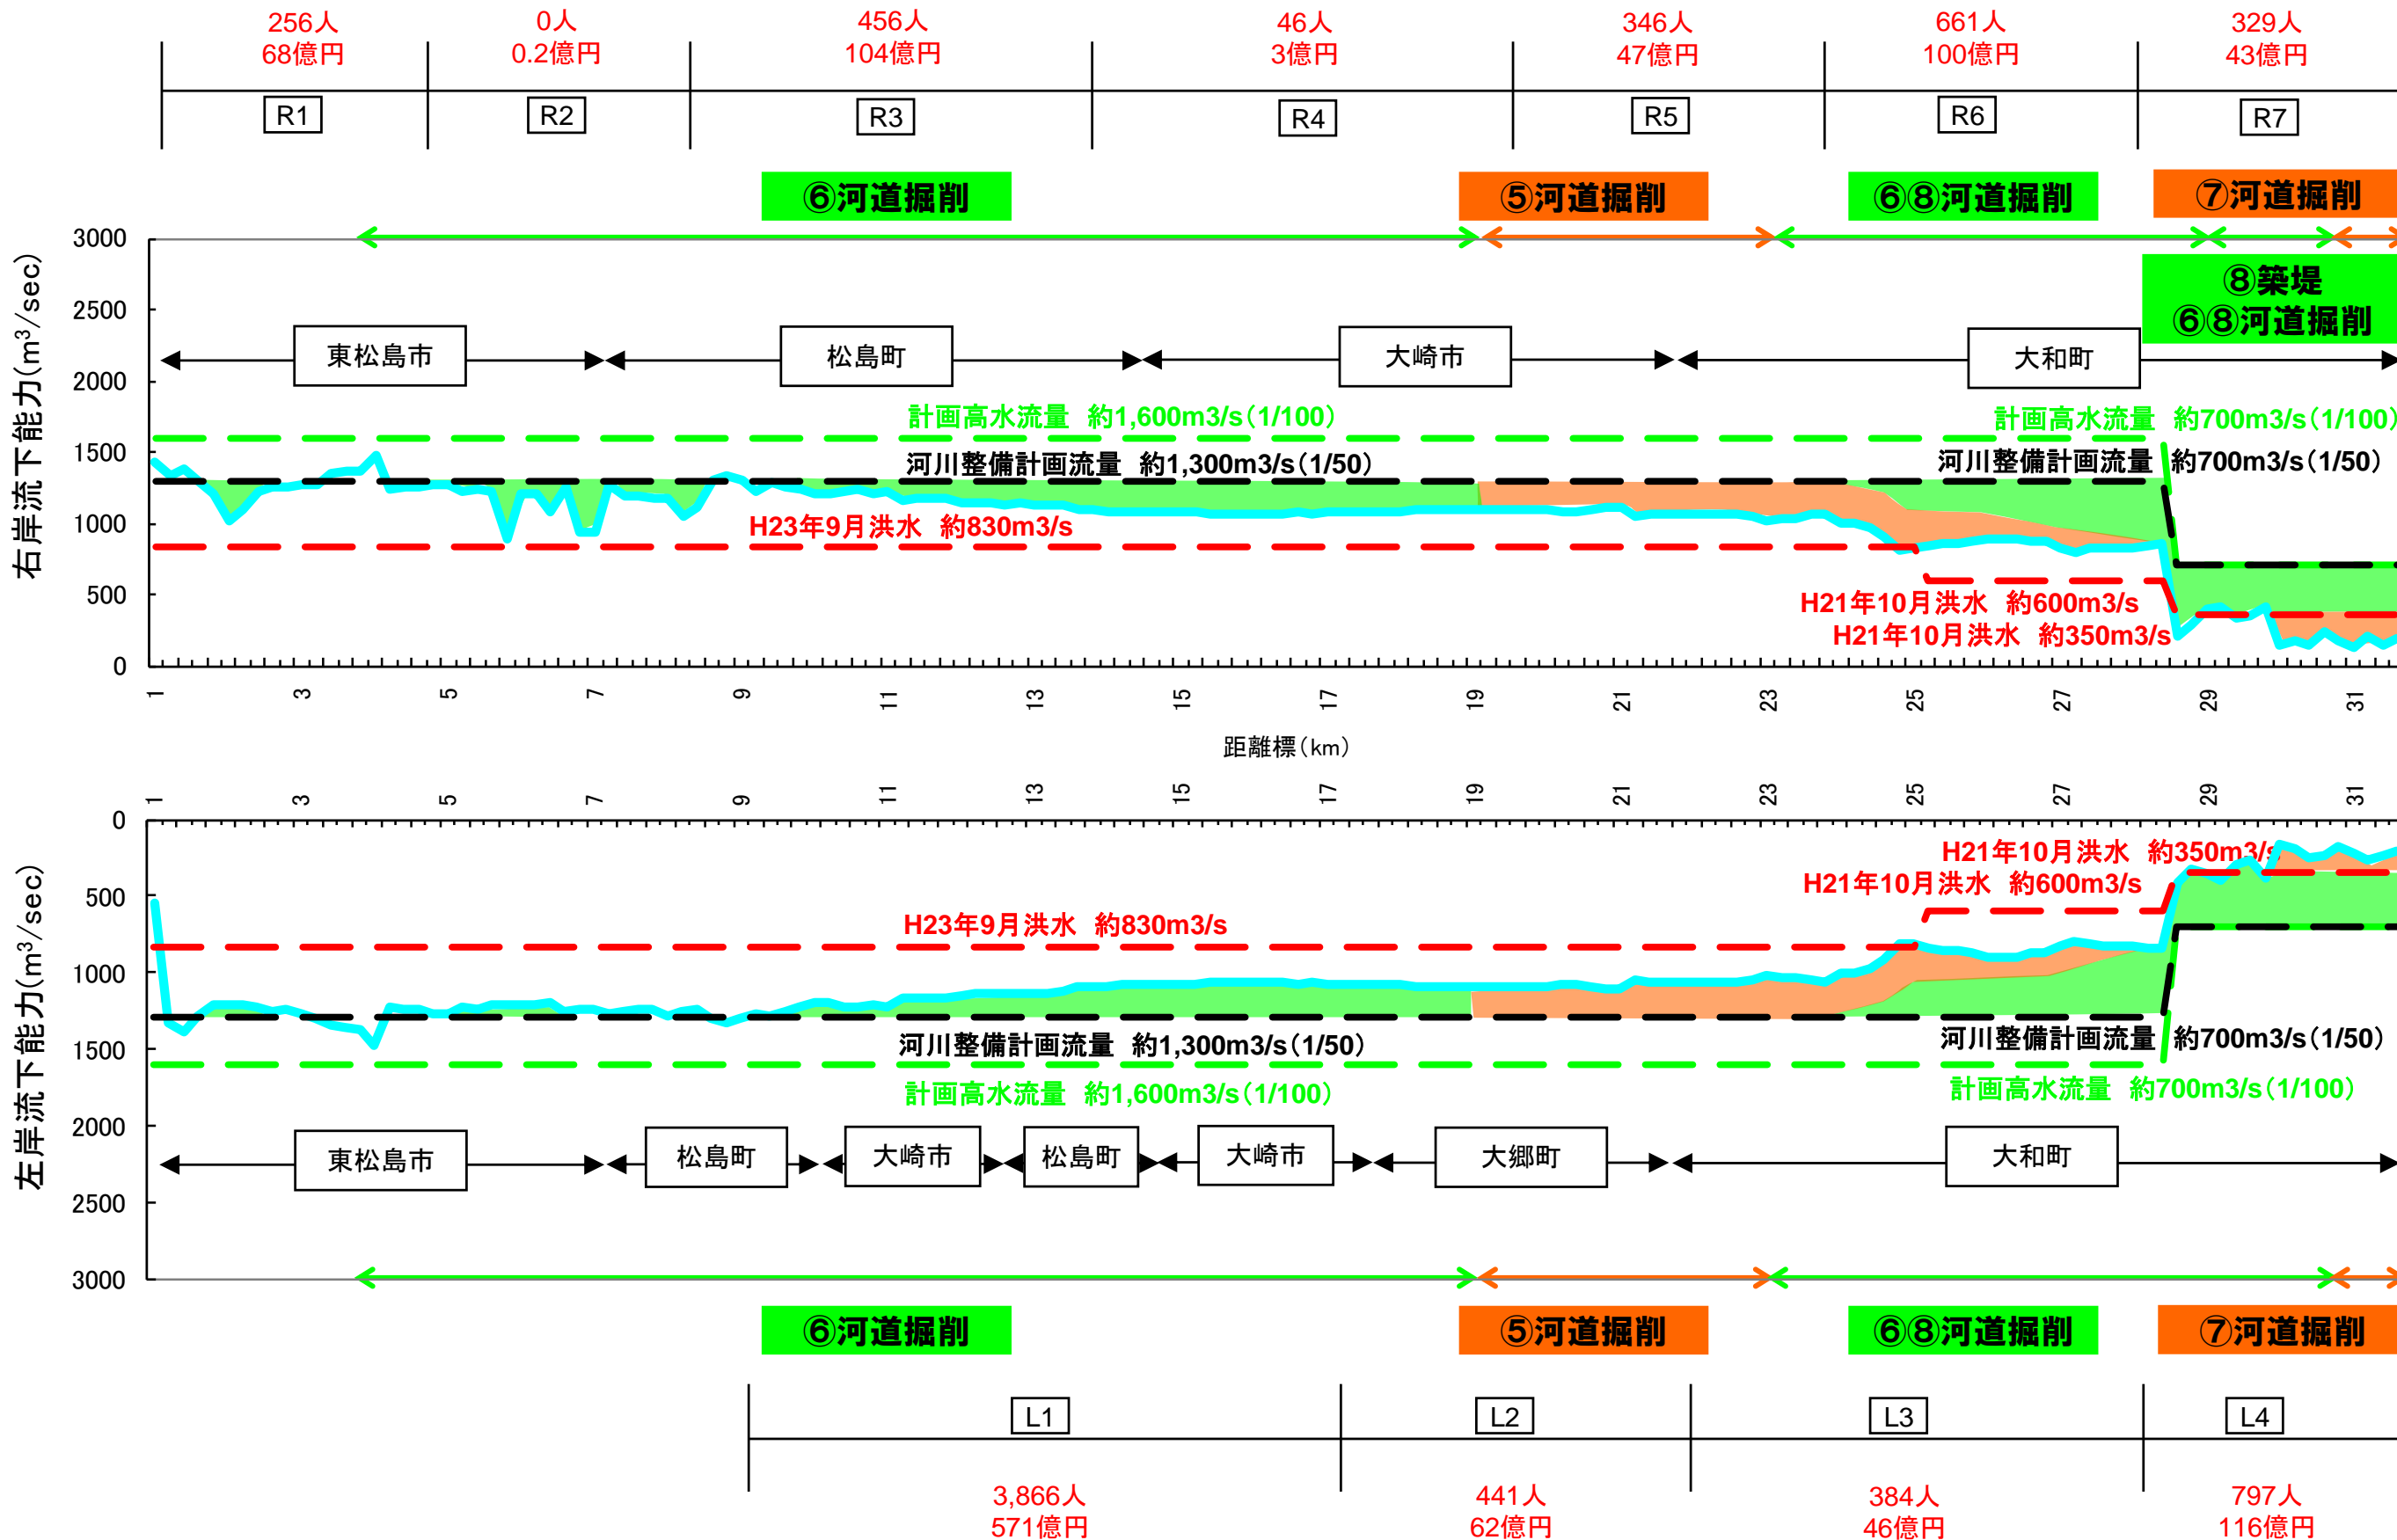 256人 0人 456人 46人 346人 661人 329人
68億円 0.2億円 104億円 3億円 47億円 100億円 43億円
R1 R2 R3 R4 R5 R6 R7
⑥河道掘削 ⑤河道掘削 ⑥⑧河道掘削 ⑦河道掘削
⑧築堤
⑥⑧河道掘削
右岸流下能力(m³/sec)
3000
2500
2000
1500
1000
500
0
東松島市 松島町 大崎市 大和町
計画高水流量 約1,600m3/s(1/100) 計画高水流量 約700m3/s(1/100)
河川整備計画流量 約1,300m3/s(1/50) 河川整備計画流量 約700m3/s(1/50)
H23年9月洪水 約830m3/s
H21年10月洪水 約600m3/s
H21年10月洪水 約350m3/s
1 3 5 7 9 11 13 15 17 19 21 23 25 27 29 31
距離標(km)
1 3 5 7 9 11 13 15 17 19 21 23 25 27 29 31
左岸流下能力(m³/sec)
0
500
1000
1500
2000
2500
3000
H21年10月洪水 約350m3/s
H21年10月洪水 約600m3/s
H23年9月洪水 約830m3/s
河川整備計画流量 約1,300m3/s(1/50) 河川整備計画流量 約700m3/s(1/50)
計画高水流量 約1,600m3/s(1/100) 計画高水流量 約700m3/s(1/100)
東松島市 松島町 大崎市 松島町 大崎市 大郷町 大和町
⑥河道掘削 ⑤河道掘削 ⑥⑧河道掘削 ⑦河道掘削
L1 L2 L3 L4
3,866人 441人 384人 797人
571億円 62億円 46億円 116億円